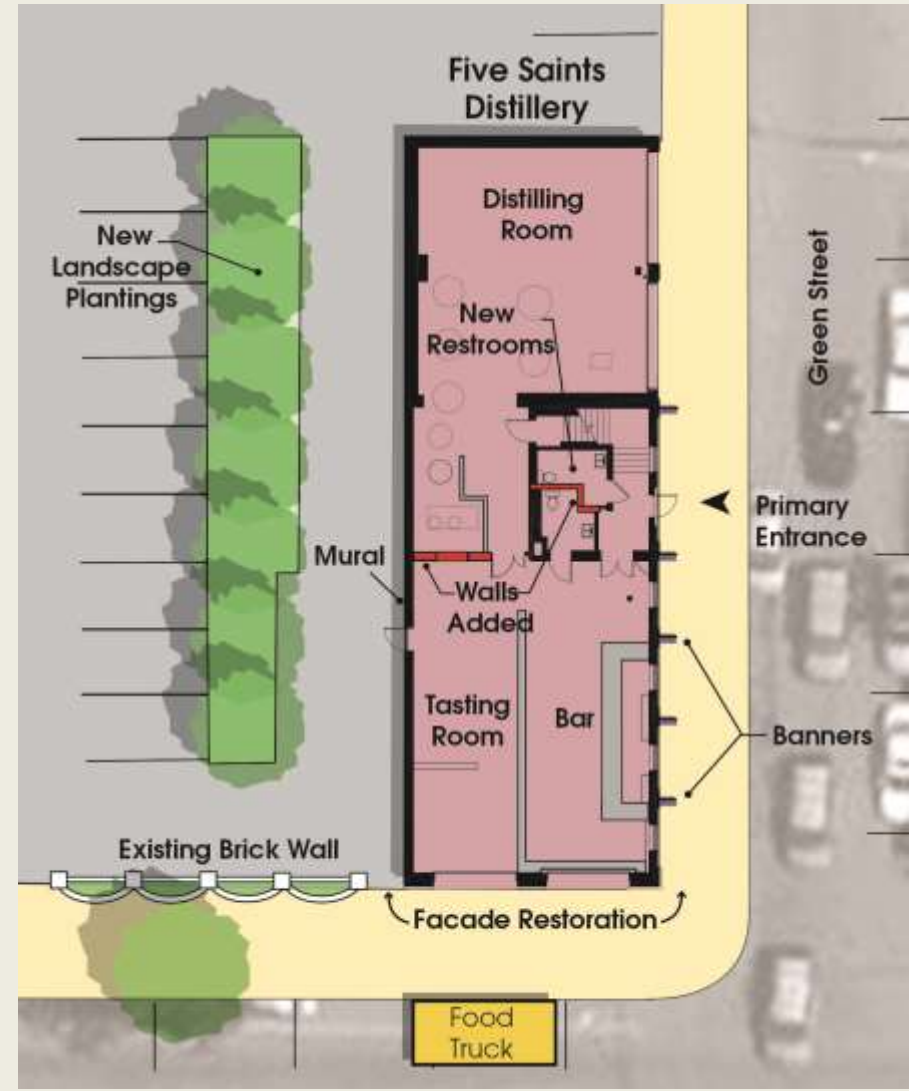 Five Saints
Distillery
Distilling
Room
New
Landscape
Plantings
Green Street
New
Restrooms
Primary
Entrance
Mural
Walls
Added
Tasting
Room
Bar
Banners
Existing Brick Wall
Facade Restoration
Food
Truck